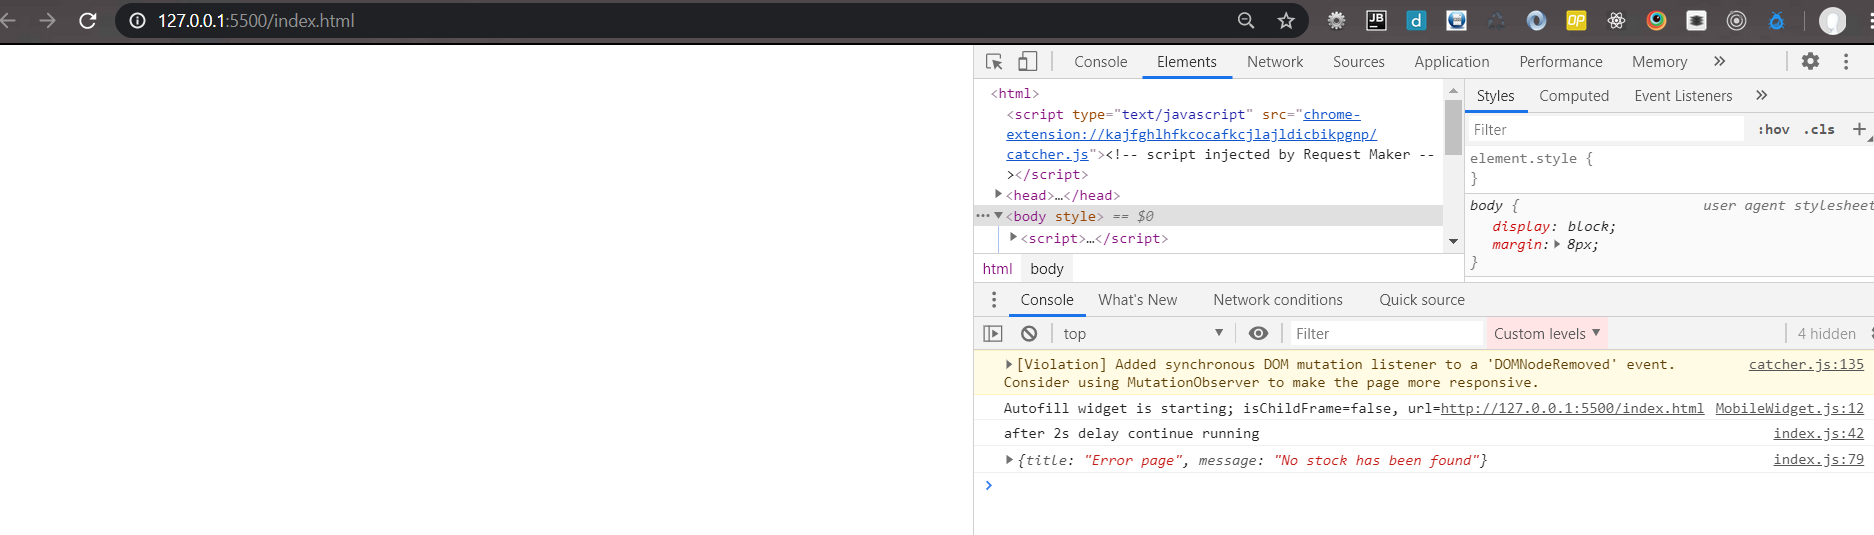 127.0.0.1:5500/index.html
JB
d
OP
Console Elements Network Sources Application Performance Memory »
<html>
<script type="text/javascript" src="chrome-
extension://kajfghlhfkcocafkcjlajldicbikpgnp/
catcher.js"><!-- script injected by Request Maker --
></script>
<head>…</head>
<body style> == $0
<script>…</script>
html body
Styles Computed Event Listeners »
Filter :hov .cls +
element.style {
}
body { user agent stylesheet
display: block;
margin: 8px;
}
Console What's New Network conditions Quick source
top Filter Custom levels 4 hidden
[Violation] Added synchronous DOM mutation listener to a 'DOMNodeRemoved' event. catcher.js:135
Consider using MutationObserver to make the page more responsive.
Autofill widget is starting; isChildFrame=false, url=http://127.0.0.1:5500/index.html MobileWidget.js:12
after 2s delay continue running index.js:42
{title: "Error page", message: "No stock has been found"} index.js:79